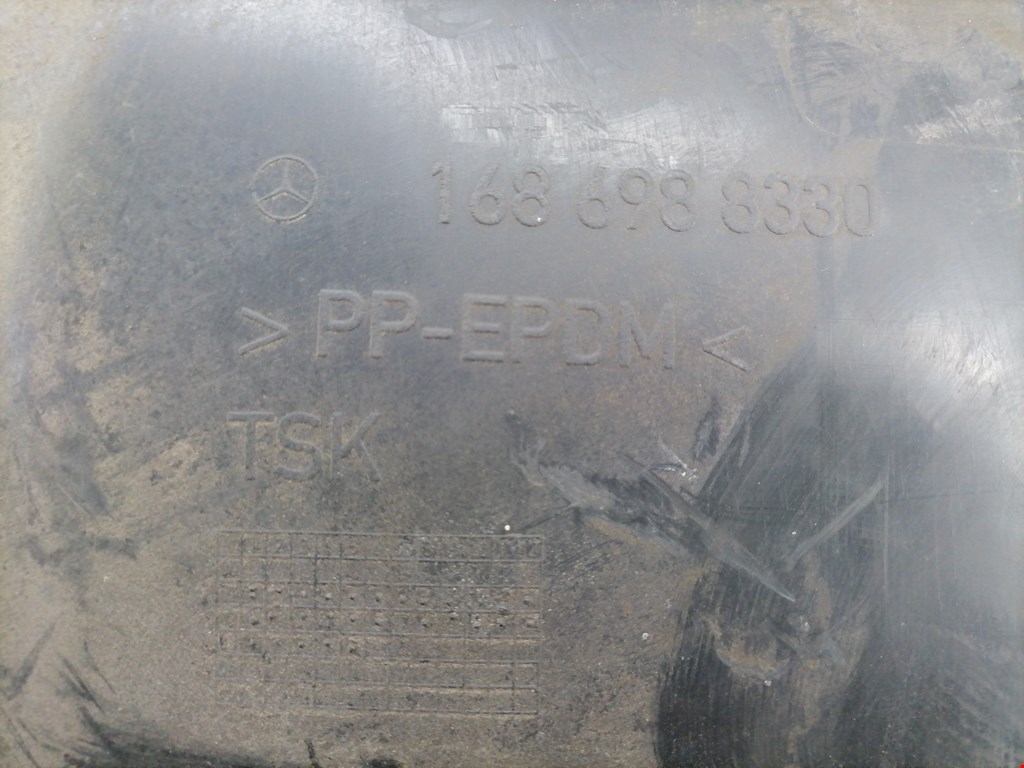 168 698 8330
>PP-EPDM<
TSK